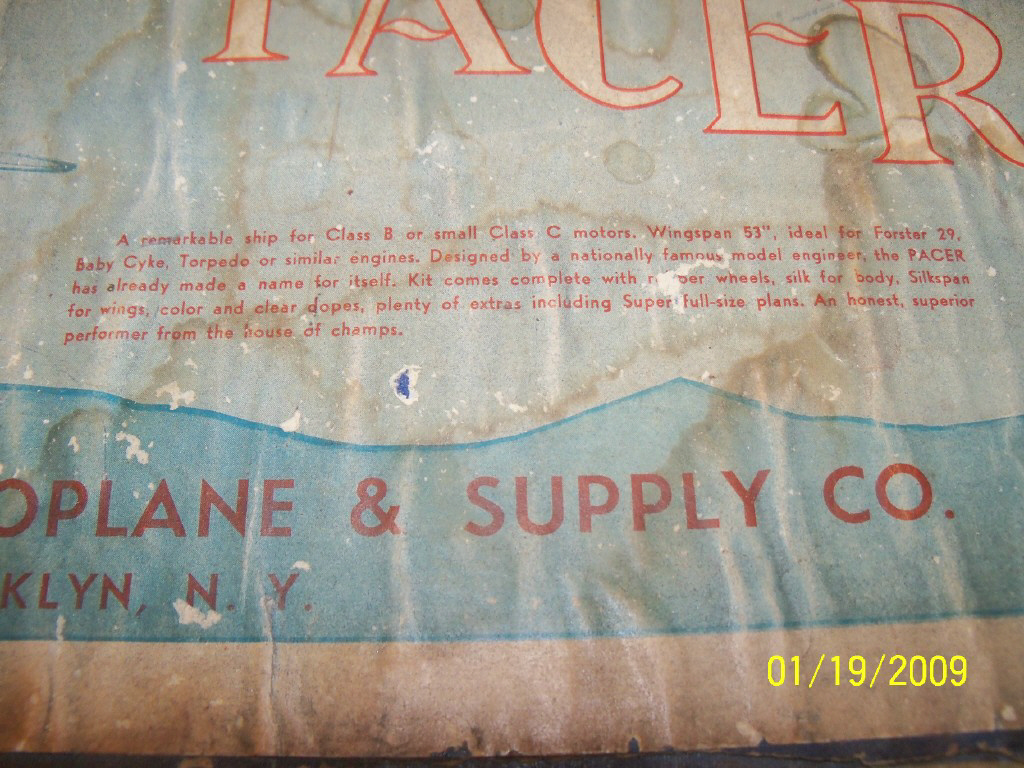 PACER
A remarkable ship for Class B or small Class C motors. Wingspan 53", ideal for Forster 29,
Baby Cyke, Torpedo or similar engines. Designed by a nationally famous model engineer, the PACER
has already made a name for itself. Kit comes complete with wheels, silk for body, Silkspan
for wings, color and clear dopes, plenty of extras including Super full-size plans. An honest, superior
performer from the house of champs.
OPLANE & SUPPLY CO.
KLYN, N. Y.
01/19/2009